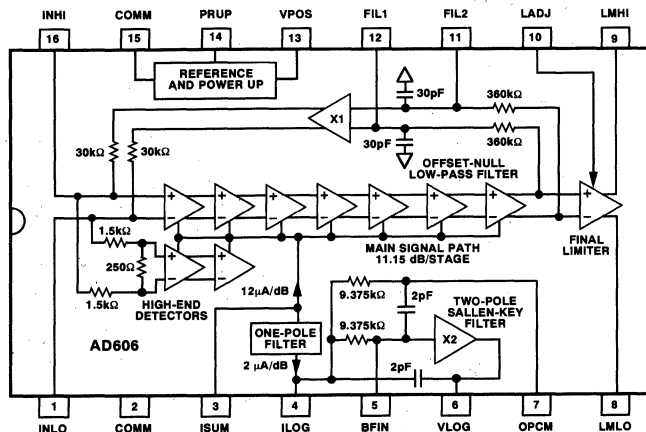 INHI COMM PRUP VPOS FIL1 FIL2 LADJ LMHI
16 15 14 13 12 11 10 9
REFERENCE
AND POWER UP
30pF
360kΩ
X1
30kΩ
30kΩ
30pF
360kΩ
OFFSET-NULL
LOW-PASS FILTER
+ + + + + + + +
− − − − − − − −
1.5kΩ
+ +
250Ω
− −
MAIN SIGNAL PATH
11.15 dB/STAGE
FINAL
LIMITER
1.5kΩ
HIGH-END
DETECTORS
12µA/dB
9.375kΩ
2pF
TWO-POLE
SALLEN-KEY
FILTER
ONE-POLE
FILTER
9.375kΩ
X2
AD606
2 µA/dB
2pF
1 2 3 4 5 6 7 8
INLO COMM ISUM ILOG BFIN VLOG OPCM LMLO